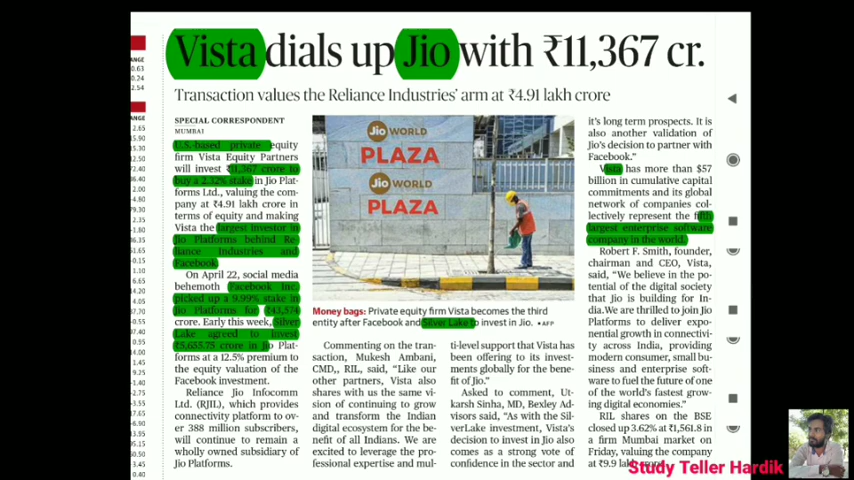 Vista dials up Jio with ₹11,367 cr.
Transaction values the Reliance Industries' arm at ₹4.91 lakh crore
ANGE
0.63
0.24
2.54
ANGE
2.65
SPECIAL CORRESPONDENT
MUMBAI
U.S.-based private equity
firm Vista Equity Partners
will invest ₹11,367 crore to
buy a 2.32% stake in Jio Plat-
forms Ltd., valuing the com-
pany at ₹4.91 lakh crore in
terms of equity and making
Vista the largest investor in
Jio Platforms behind Re-
liance Industries and
Facebook.
On April 22, social media
behemoth Facebook Inc.
picked up a 9.99% stake in
Jio Platforms for ₹43,574
crore. Early this week, Silver
Lake agreed to invest
₹5,655.75 crore in Jio Plat-
forms at a 12.5% premium to
the equity valuation of the
Facebook investment.
Reliance Jio Infocomm
Ltd. (RJIL), which provides
connectivity platform to ov-
er 388 million subscribers,
will continue to remain a
wholly owned subsidiary of
Jio Platforms.
Jio WORLD
PLAZA
Jio WORLD
PLAZA
Money bags: Private equity firm Vista becomes the third
entity after Facebook and Silver Lake to invest in Jio. • AFP
Commenting on the tran-
saction, Mukesh Ambani,
CMD,, RIL, said, “Like our
other partners, Vista also
shares with us the same vi-
sion of continuing to grow
and transform the Indian
digital ecosystem for the be-
nefit of all Indians. We are
excited to leverage the pro-
fessional expertise and mul-
ti-level support that Vista has
been offering to its invest-
ments globally for the bene-
fit of Jio.”
Asked to comment, Ut-
karsh Sinha, MD, Bexley Ad-
visors said, “As with the Sil-
verLake investment, Vista's
decision to invest in Jio also
comes as a strong vote of
confidence in the sector and
it's long term prospects. It is
also another validation of
Jio's decision to partner with
Facebook.”
Vista has more than $57
billion in cumulative capital
commitments and its global
network of companies col-
lectively represent the fifth
largest enterprise software
company in the world.
Robert F. Smith, founder,
chairman and CEO, Vista,
said, “We believe in the po-
tential of the digital society
that Jio is building for In-
dia.We are thrilled to join Jio
Platforms to deliver expo-
nential growth in connectivi-
ty across India, providing
modern consumer, small bu-
siness and enterprise soft-
ware to fuel the future of one
of the world's fastest grow-
ing digital economies.”
RIL shares on the BSE
closed up 3.62% at ₹1,561.8
in a firm Mumbai market on
Friday, valuing the company
at ₹9.9 lakh crore.
Study Teller Hardik